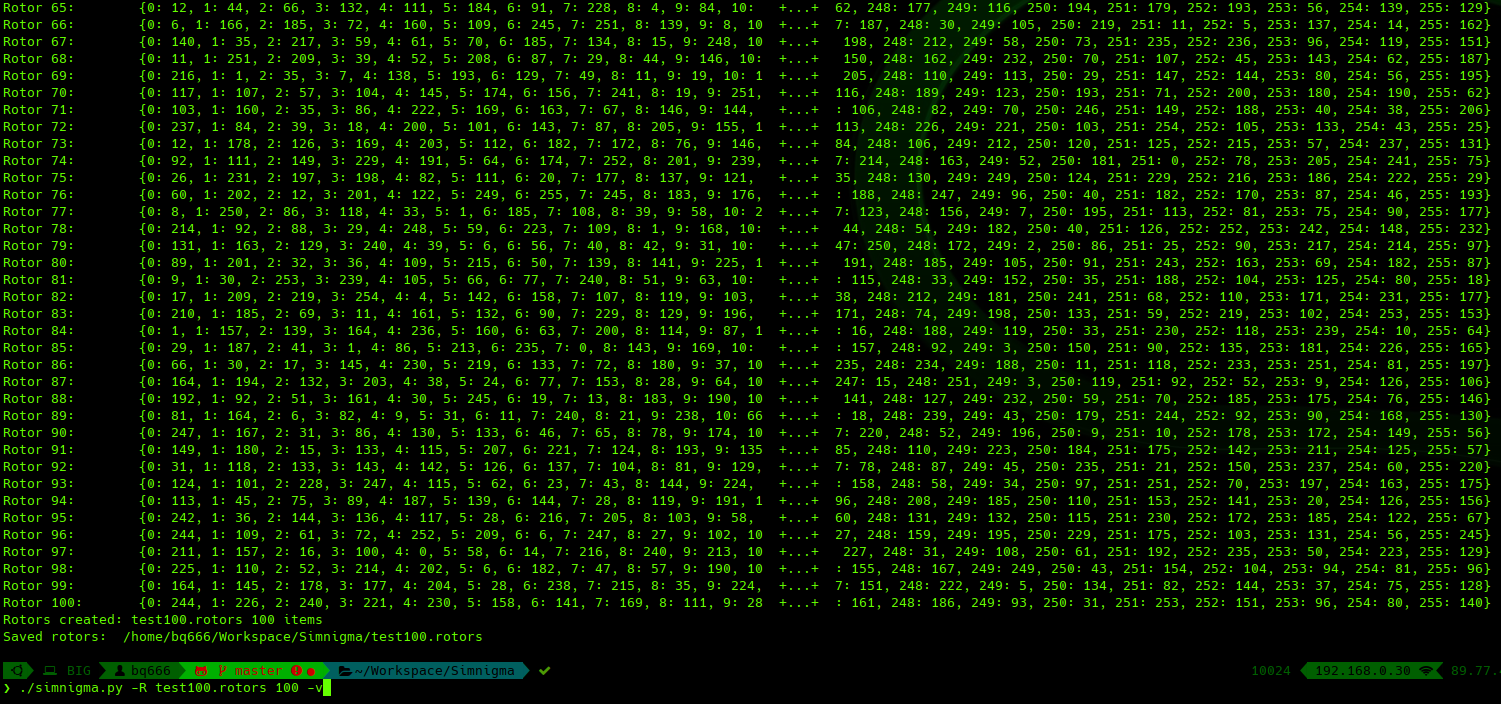 Rotor 65: {0: 12, 1: 44, 2: 66, 3: 132, 4: 111, 5: 184, 6: 91, 7: 228, 8: 4, 9: 84, 10: +...+ 62, 248: 177, 249: 116, 250: 194, 251: 179, 252: 193, 253: 56, 254: 139, 255: 129}
Rotor 66: {0: 6, 1: 166, 2: 185, 3: 72, 4: 160, 5: 109, 6: 245, 7: 251, 8: 139, 9: 8, 10 +...+ 7: 187, 248: 30, 249: 105, 250: 219, 251: 11, 252: 5, 253: 137, 254: 14, 255: 162}
Rotor 67: {0: 140, 1: 35, 2: 217, 3: 59, 4: 61, 5: 70, 6: 185, 7: 134, 8: 15, 9: 248, 10 +...+ 198, 248: 212, 249: 58, 250: 73, 251: 235, 252: 236, 253: 96, 254: 119, 255: 151}
Rotor 68: {0: 11, 1: 251, 2: 209, 3: 39, 4: 52, 5: 208, 6: 87, 7: 29, 8: 44, 9: 146, 10: +...+ 150, 248: 162, 249: 232, 250: 70, 251: 107, 252: 45, 253: 143, 254: 62, 255: 187}
Rotor 69: {0: 216, 1: 1, 2: 35, 3: 7, 4: 138, 5: 193, 6: 129, 7: 49, 8: 11, 9: 19, 10: 1 +...+ 205, 248: 110, 249: 113, 250: 29, 251: 147, 252: 144, 253: 80, 254: 56, 255: 195}
Rotor 70: {0: 117, 1: 107, 2: 57, 3: 104, 4: 145, 5: 174, 6: 156, 7: 241, 8: 19, 9: 251, +...+ 116, 248: 189, 249: 123, 250: 193, 251: 71, 252: 200, 253: 180, 254: 190, 255: 62}
Rotor 71: {0: 103, 1: 160, 2: 35, 3: 86, 4: 222, 5: 169, 6: 163, 7: 67, 8: 146, 9: 144, +...+ : 106, 248: 82, 249: 70, 250: 246, 251: 149, 252: 188, 253: 40, 254: 38, 255: 206}
Rotor 72: {0: 237, 1: 84, 2: 39, 3: 18, 4: 200, 5: 101, 6: 143, 7: 87, 8: 205, 9: 155, 1 +...+ 113, 248: 226, 249: 221, 250: 103, 251: 254, 252: 105, 253: 133, 254: 43, 255: 25}
Rotor 73: {0: 12, 1: 178, 2: 126, 3: 169, 4: 203, 5: 112, 6: 182, 7: 172, 8: 76, 9: 146, +...+ 84, 248: 106, 249: 212, 250: 120, 251: 125, 252: 215, 253: 57, 254: 237, 255: 131}
Rotor 74: {0: 92, 1: 111, 2: 149, 3: 229, 4: 191, 5: 64, 6: 174, 7: 252, 8: 201, 9: 239, +...+ 7: 214, 248: 163, 249: 52, 250: 181, 251: 0, 252: 78, 253: 205, 254: 241, 255: 75}
Rotor 75: {0: 26, 1: 231, 2: 197, 3: 198, 4: 82, 5: 111, 6: 20, 7: 177, 8: 137, 9: 121, +...+ 35, 248: 130, 249: 249, 250: 124, 251: 229, 252: 216, 253: 186, 254: 222, 255: 29}
Rotor 76: {0: 60, 1: 202, 2: 12, 3: 201, 4: 122, 5: 249, 6: 255, 7: 245, 8: 183, 9: 176, +...+ : 188, 248: 247, 249: 96, 250: 40, 251: 182, 252: 170, 253: 87, 254: 46, 255: 193}
Rotor 77: {0: 8, 1: 250, 2: 86, 3: 118, 4: 33, 5: 1, 6: 185, 7: 108, 8: 39, 9: 58, 10: 2 +...+ 7: 123, 248: 156, 249: 7, 250: 195, 251: 113, 252: 81, 253: 75, 254: 90, 255: 177}
Rotor 78: {0: 214, 1: 92, 2: 88, 3: 29, 4: 248, 5: 59, 6: 223, 7: 109, 8: 1, 9: 168, 10: +...+ 44, 248: 54, 249: 182, 250: 40, 251: 126, 252: 252, 253: 242, 254: 148, 255: 232}
Rotor 79: {0: 131, 1: 163, 2: 129, 3: 240, 4: 39, 5: 6, 6: 56, 7: 40, 8: 42, 9: 31, 10: +...+ 47: 250, 248: 172, 249: 2, 250: 86, 251: 25, 252: 90, 253: 217, 254: 214, 255: 97}
Rotor 80: {0: 89, 1: 201, 2: 32, 3: 36, 4: 109, 5: 215, 6: 50, 7: 139, 8: 141, 9: 225, 1 +...+ 191, 248: 185, 249: 105, 250: 91, 251: 243, 252: 163, 253: 69, 254: 182, 255: 87}
Rotor 81: {0: 9, 1: 30, 2: 253, 3: 239, 4: 105, 5: 66, 6: 77, 7: 240, 8: 51, 9: 63, 10: +...+ : 115, 248: 33, 249: 152, 250: 35, 251: 188, 252: 104, 253: 125, 254: 80, 255: 18}
Rotor 82: {0: 17, 1: 209, 2: 219, 3: 254, 4: 4, 5: 142, 6: 158, 7: 107, 8: 119, 9: 103, +...+ 38, 248: 212, 249: 181, 250: 241, 251: 68, 252: 110, 253: 171, 254: 231, 255: 177}
Rotor 83: {0: 210, 1: 185, 2: 69, 3: 11, 4: 161, 5: 132, 6: 90, 7: 229, 8: 129, 9: 196, +...+ 171, 248: 74, 249: 198, 250: 133, 251: 59, 252: 219, 253: 102, 254: 253, 255: 153}
Rotor 84: {0: 1, 1: 157, 2: 139, 3: 164, 4: 236, 5: 160, 6: 63, 7: 200, 8: 114, 9: 87, 1 +...+ : 16, 248: 188, 249: 119, 250: 33, 251: 230, 252: 118, 253: 239, 254: 10, 255: 64}
Rotor 85: {0: 29, 1: 187, 2: 41, 3: 1, 4: 86, 5: 213, 6: 235, 7: 0, 8: 143, 9: 169, 10: +...+ : 157, 248: 92, 249: 3, 250: 150, 251: 90, 252: 135, 253: 181, 254: 226, 255: 165}
Rotor 86: {0: 66, 1: 30, 2: 17, 3: 145, 4: 230, 5: 219, 6: 133, 7: 72, 8: 180, 9: 37, 10 +...+ 235, 248: 234, 249: 188, 250: 11, 251: 118, 252: 233, 253: 251, 254: 81, 255: 197}
Rotor 87: {0: 164, 1: 194, 2: 132, 3: 203, 4: 38, 5: 24, 6: 77, 7: 153, 8: 28, 9: 64, 10 +...+ 247: 15, 248: 251, 249: 3, 250: 119, 251: 92, 252: 52, 253: 9, 254: 126, 255: 106}
Rotor 88: {0: 192, 1: 92, 2: 51, 3: 161, 4: 30, 5: 245, 6: 19, 7: 13, 8: 183, 9: 190, 10 +...+ 141, 248: 127, 249: 232, 250: 59, 251: 70, 252: 185, 253: 175, 254: 76, 255: 146}
Rotor 89: {0: 81, 1: 164, 2: 6, 3: 82, 4: 9, 5: 31, 6: 11, 7: 240, 8: 21, 9: 238, 10: 66 +...+ : 18, 248: 239, 249: 43, 250: 179, 251: 244, 252: 92, 253: 90, 254: 168, 255: 130}
Rotor 90: {0: 247, 1: 167, 2: 31, 3: 86, 4: 130, 5: 133, 6: 46, 7: 65, 8: 78, 9: 174, 10 +...+ 7: 220, 248: 52, 249: 196, 250: 9, 251: 10, 252: 178, 253: 172, 254: 149, 255: 56}
Rotor 91: {0: 149, 1: 180, 2: 15, 3: 133, 4: 115, 5: 207, 6: 221, 7: 124, 8: 193, 9: 135 +...+ 85, 248: 110, 249: 223, 250: 184, 251: 175, 252: 142, 253: 211, 254: 125, 255: 57}
Rotor 92: {0: 31, 1: 118, 2: 133, 3: 143, 4: 142, 5: 126, 6: 137, 7: 104, 8: 81, 9: 129, +...+ 7: 78, 248: 87, 249: 45, 250: 235, 251: 21, 252: 150, 253: 237, 254: 60, 255: 220}
Rotor 93: {0: 124, 1: 101, 2: 228, 3: 247, 4: 115, 5: 62, 6: 23, 7: 43, 8: 144, 9: 224, +...+ : 158, 248: 58, 249: 34, 250: 97, 251: 251, 252: 70, 253: 197, 254: 163, 255: 175}
Rotor 94: {0: 113, 1: 45, 2: 75, 3: 89, 4: 187, 5: 139, 6: 144, 7: 28, 8: 119, 9: 191, 1 +...+ 96, 248: 208, 249: 185, 250: 110, 251: 153, 252: 141, 253: 20, 254: 126, 255: 156}
Rotor 95: {0: 242, 1: 36, 2: 144, 3: 136, 4: 117, 5: 28, 6: 216, 7: 205, 8: 103, 9: 58, +...+ 60, 248: 131, 249: 132, 250: 115, 251: 230, 252: 172, 253: 185, 254: 122, 255: 67}
Rotor 96: {0: 244, 1: 109, 2: 61, 3: 72, 4: 252, 5: 209, 6: 6, 7: 247, 8: 27, 9: 102, 10 +...+ 27, 248: 159, 249: 195, 250: 229, 251: 175, 252: 103, 253: 131, 254: 56, 255: 245}
Rotor 97: {0: 211, 1: 157, 2: 16, 3: 100, 4: 0, 5: 58, 6: 14, 7: 216, 8: 240, 9: 213, 10 +...+ 227, 248: 31, 249: 108, 250: 61, 251: 192, 252: 235, 253: 50, 254: 223, 255: 129}
Rotor 98: {0: 225, 1: 110, 2: 52, 3: 214, 4: 202, 5: 6, 6: 182, 7: 47, 8: 57, 9: 190, 10 +...+ : 155, 248: 167, 249: 249, 250: 43, 251: 154, 252: 104, 253: 94, 254: 81, 255: 96}
Rotor 99: {0: 164, 1: 145, 2: 178, 3: 177, 4: 204, 5: 28, 6: 238, 7: 215, 8: 35, 9: 224, +...+ 7: 151, 248: 222, 249: 5, 250: 134, 251: 82, 252: 144, 253: 37, 254: 75, 255: 128}
Rotor 100: {0: 244, 1: 226, 2: 240, 3: 221, 4: 230, 5: 158, 6: 141, 7: 169, 8: 111, 9: 28 +...+ : 161, 248: 186, 249: 93, 250: 31, 251: 253, 252: 151, 253: 96, 254: 80, 255: 140}
Rotors created: test100.rotors 100 items
Saved rotors: /home/bq666/Workspace/Simnigma/test100.rotors
BIG bq666 master ~/Workspace/Simnigma ✔ 10024 192.168.0.30 89.77.
❯ ./simnigma.py -R test100.rotors 100 -v